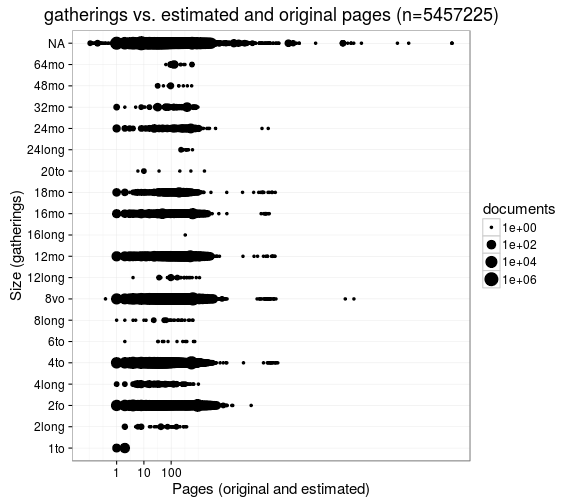 gatherings vs. estimated and original pages (n=5457225)
Size (gatherings)
NA
64mo
48mo
32mo
24mo
24long
20to
18mo
16mo
16long
12mo
12long
8vo
8long
6to
4to
4long
2fo
2long
1to
1 10 100
Pages (original and estimated)
documents
1e+00
1e+02
1e+04
1e+06